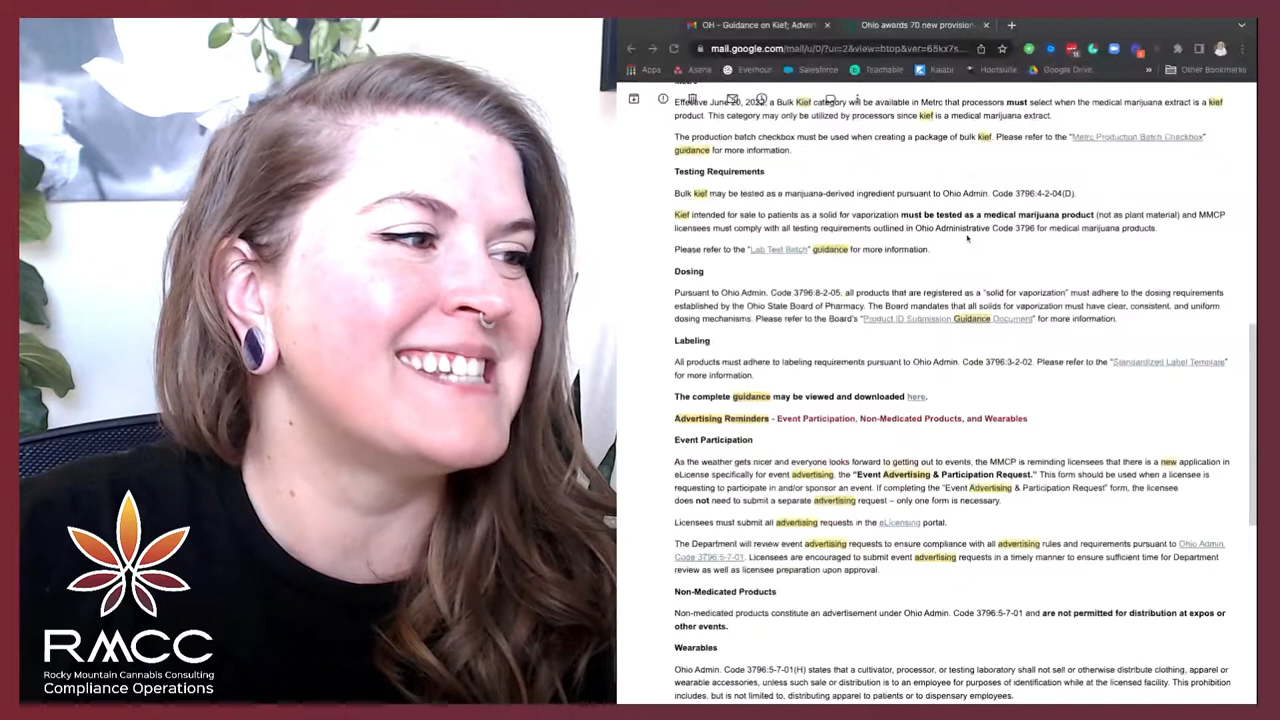 OH - Guidance on Kief; Adver
Ohio awards 70 new provision
mail.google.com/mail/u/0/?ui=2&view=btop&ver=
Apps
Asana
Everhour
Salesforce
Teachable
Kalabi
Hootsuite
Google Drive
Other Bookmarks
Effective June 20, 2022, a Bulk Kief category will be available in Metrc that processors must select when the medical marijuana extract is a kief
product. This category may only be utilized by processors since kief is a medical marijuana extract.
The production batch checkbox must be used when creating a package of bulk kief. Please refer to the "Metrc Production Batch Checkbox"
guidance for more information.
Testing Requirements
Bulk kief may be tested as a marijuana-derived ingredient pursuant to Ohio Admin. Code 3796:4-2-04(D).
Kief intended for sale to patients as a solid for vaporization must be tested as a medical marijuana product (not as plant material) and MMCP
licensees must comply with all testing requirements outlined in Ohio Administrative Code 3796 for medical marijuana products.
Please refer to the "Lab Test Batch" guidance for more information.
Dosing
Pursuant to Ohio Admin. Code 3796:8-2-05, all products that are registered as a "solid for vaporization" must adhere to the dosing requirements
established by the Ohio State Board of Pharmacy. The Board mandates that all solids for vaporization must have clear, consistent, and uniform
dosing mechanisms. Please refer to the Board's "Product ID Submission Guidance Document" for more information.
Labeling
All products must adhere to labeling requirements pursuant to Ohio Admin. Code 3796:3-2-02. Please refer to the "Standardized Label Template"
for more information.
The complete guidance may be viewed and downloaded here.
Advertising Reminders - Event Participation, Non-Medicated Products, and Wearables
Event Participation
As the weather gets nicer and everyone looks forward to getting out to events, the MMCP is reminding licensees that there is a new application in
eLicense specifically for event advertising, the "Event Advertising & Participation Request." This form should be used when a licensee is
requesting to participate in and/or sponsor an event. If completing the "Event Advertising & Participation Request" form, the licensee
does not need to submit a separate advertising request – only one form is necessary.
Licensees must submit all advertising requests in the eLicensing portal.
The Department will review event advertising requests to ensure compliance with all advertising rules and requirements pursuant to Ohio Admin.
Code 3796:5-7-01. Licensees are encouraged to submit event advertising requests in a timely manner to ensure sufficient time for Department
review as well as licensee preparation upon approval.
Non-Medicated Products
Non-medicated products constitute an advertisement under Ohio Admin. Code 3796:5-7-01 and are not permitted for distribution at expos or
other events.
Wearables
Ohio Admin. Code 3796:5-7-01(H) states that a cultivator, processor, or testing laboratory shall not sell or otherwise distribute clothing, apparel or
wearable accessories, unless such sale or distribution is to an employee for purposes of identification while at the licensed facility. This prohibition
includes, but is not limited to, distributing apparel to patients or to dispensary employees.
RMCC
Rocky Mountain Cannabis Consulting
Compliance Operations